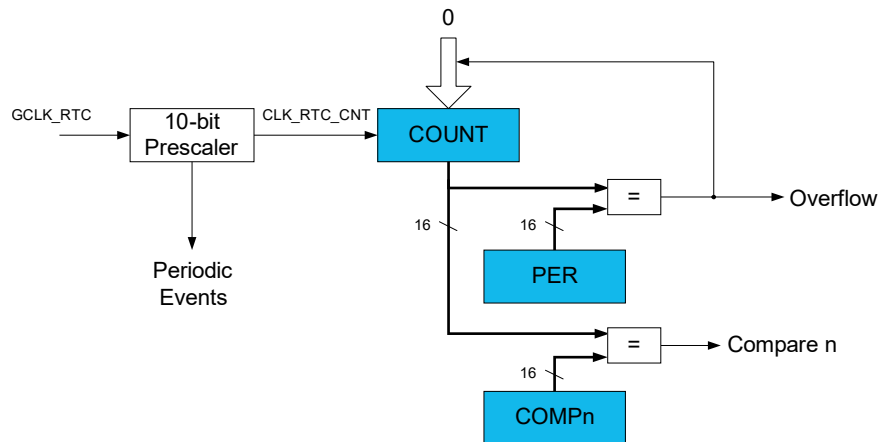 0
GCLK_RTC
10-bit
Prescaler
CLK_RTC_CNT
COUNT
=
Overflow
16
16
PER
Periodic
Events
=
Compare n
16
COMPn